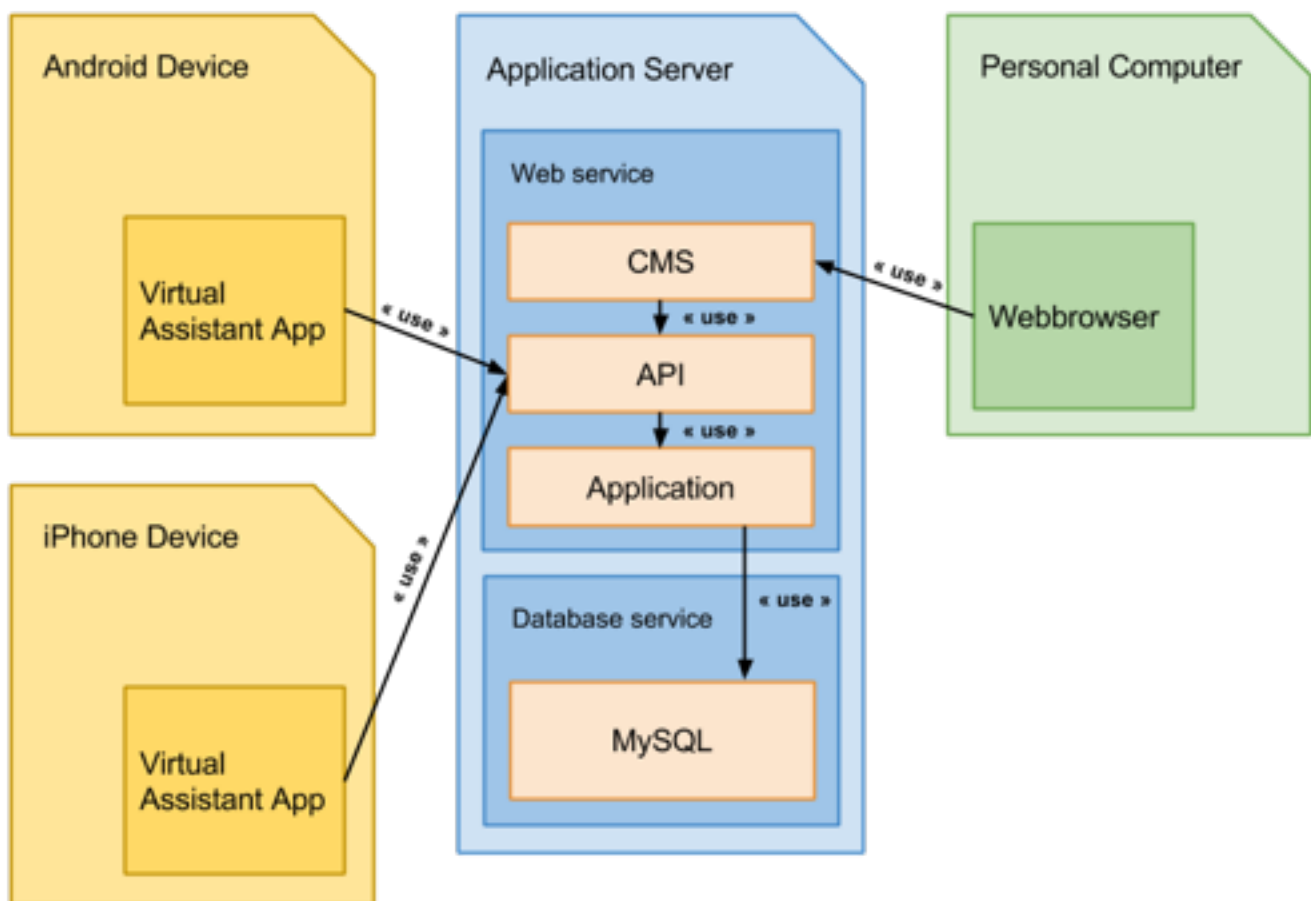 Android Device
Virtual
Assistant App
« use »
iPhone Device
Virtual
Assistant App
« use »
Application Server
Web service
CMS
« use »
API
« use »
Application
« use »
Database service
MySQL
Personal Computer
Webbrowser
« use »